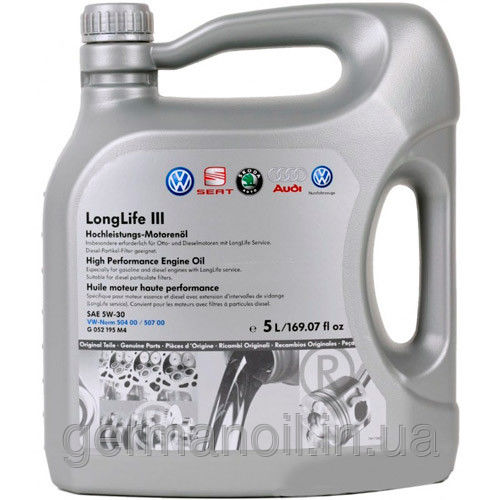 SEAT
SKODA
AUTO
Audi
Nutzfahrzeuge
LongLife III
Hochleistungs-Motorenöl
Insbesondere erforderlich für Otto- und Dieselmotoren mit LongLife Service.
Diesel-Partikel-Filter geeignet.
High Performance Engine Oil
Especially for gasoline and diesel engines with LongLife Service.
Suitable for diesel particulate filters.
Huile moteur haute performance
Spécifique pour moteur essence et diesel avec extension d'intervalles de vidange
(LongLife service). Convient pour les moteurs avec filtres à particules diesel.
SAE 5W-30
VW-Norm 504 00 / 507 00
G 052 195 M4
e 5 L/169.07 fl oz
Original Teile · Genuine Parts · Pièces d'Origine · Ricambi Originali · Recambios Originales · Peças
®
germanoil.in.ua